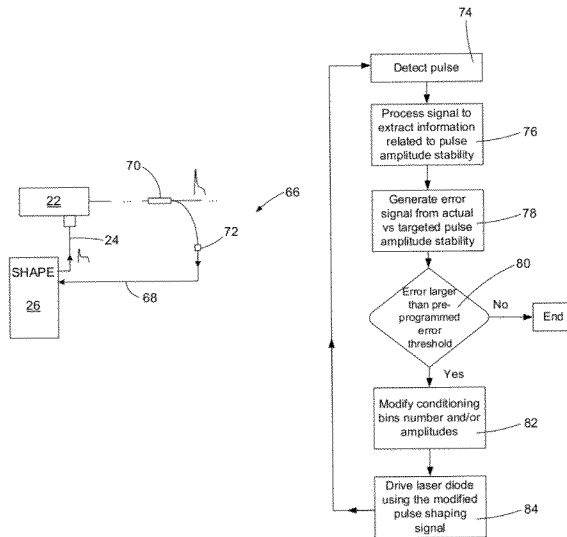 74
Detect pulse
Process signal to
extract information
related to pulse
amplitude stability
76
70
22
66
Generate error
signal from actual
vs targeted pulse
amplitude stability
78
72
24
SHAPE
26
68
80
Error larger
than pre-
programmed
error
threshold
No
End
Yes
Modify conditioning
bins number and/or
amplitudes
82
Drive laser diode
using the modified
pulse shaping
signal
84